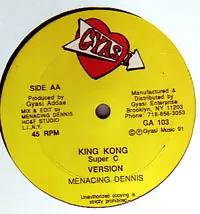 GYASI
SIDE AA
Produced by
Gyasi Addae
MIX & EDIT by
MENACING DENNIS
HC&F STUDIO
L.I.,N.Y.
45 RPM
Manufactured &
Distributed by
Gyasi Enterprise
Brooklyn, NY 11203
Phone: 718-856-3053
GA 103
©℗Gyasi Music 91
KING KONG
Super C
VERSION
MENACING DENNIS
Unauthorized copying is
strictly prohibited.